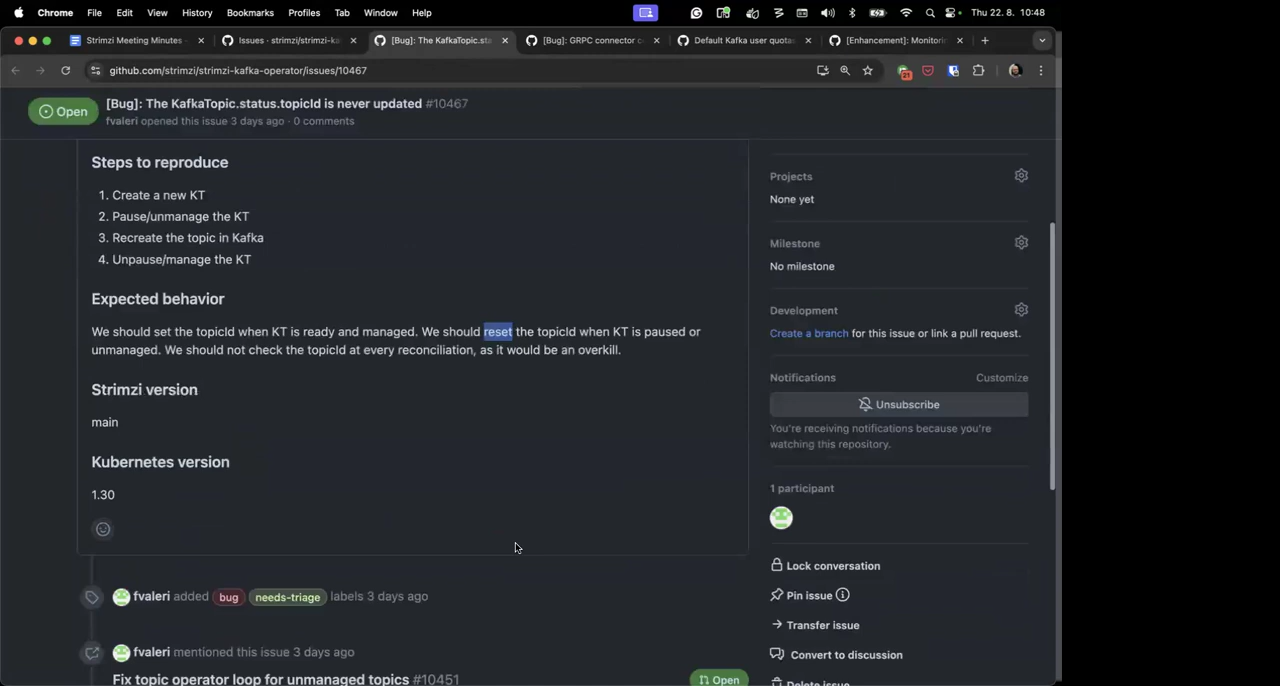 Chrome File Edit View History Bookmarks Profiles Tab Window Help Thu 22. 8. 10:48
Strimzi Meeting Minutes - Issues · strimzi/strimzi-ka [Bug]: The KafkaTopic.sta [Bug]: GRPC connector c Default Kafka user quotas [Enhancement]: Monitorin
github.com/strimzi/strimzi-kafka-operator/issues/10467 21
Open
[Bug]: The KafkaTopic.status.topicId is never updated #10467
fvaleri opened this issue 3 days ago · 0 comments
Steps to reproduce
1. Create a new KT
2. Pause/unmanage the KT
3. Recreate the topic in Kafka
4. Unpause/manage the KT
Expected behavior
We should set the topicId when KT is ready and managed. We should reset the topicId when KT is paused or
unmanaged. We should not check the topicId at every reconciliation, as it would be an overkill.
Strimzi version
main
Kubernetes version
1.30
fvaleri added bug needs-triage labels 3 days ago
fvaleri mentioned this issue 3 days ago
Fix topic operator loop for unmanaged topics #10451
Open
Projects
None yet
Milestone
No milestone
Development
Create a branch for this issue or link a pull request.
Notifications Customize
Unsubscribe
You're receiving notifications because you're
watching this repository.
1 participant
Lock conversation
Pin issue
Transfer issue
Convert to discussion
Delete issue